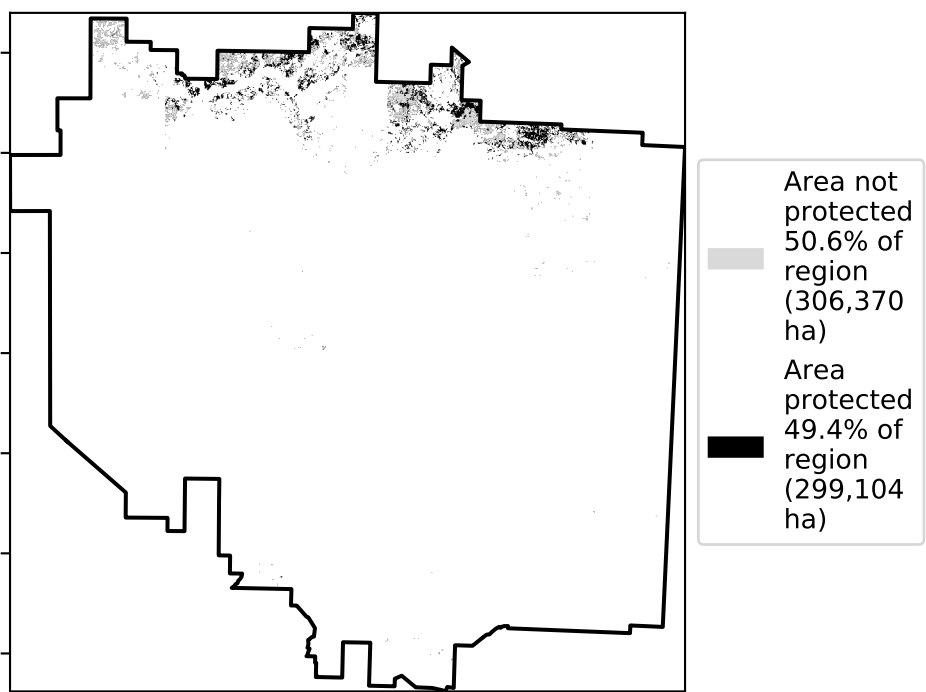 Area not
protected
50.6% of
region
(306,370
ha)
Area
protected
49.4% of
region
(299,104
ha)